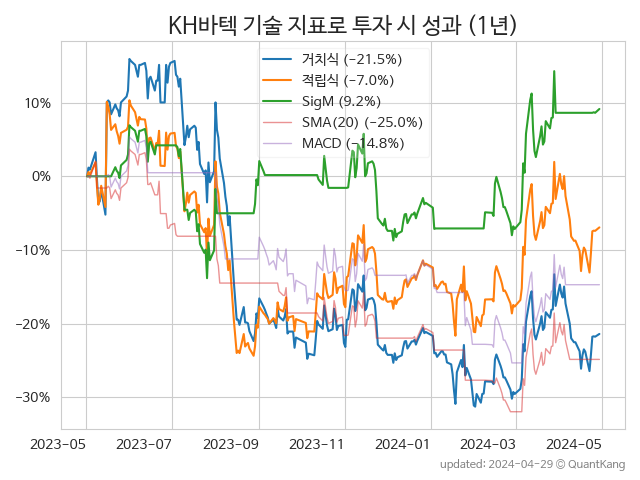 KH바텍 기술 지표로 투자 시 성과 (1년)
거치식 (−21.5%)
적립식 (−7.0%)
SigM (9.2%)
SMA(20) (−25.0%)
MACD (−14.8%)
10%
0%
−10%
−20%
−30%
2023-05 2023-07 2023-09 2023-11 2024-01 2024-03 2024-05
updated: 2024-04-29 © QuantKang